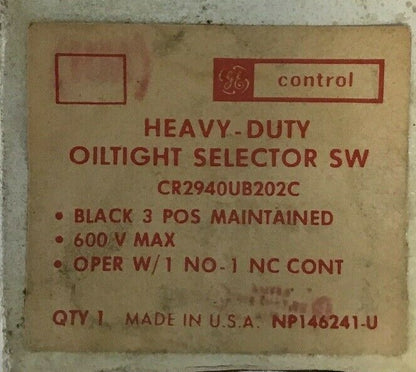 GE control
HEAVY-DUTY
OILTIGHT SELECTOR SW
CR2940UB202C
• BLACK 3 POS MAINTAINED
• 600 V MAX
• OPER W/1 NO-1 NC CONT
QTY 1 MADE IN U.S.A. NP146241-U